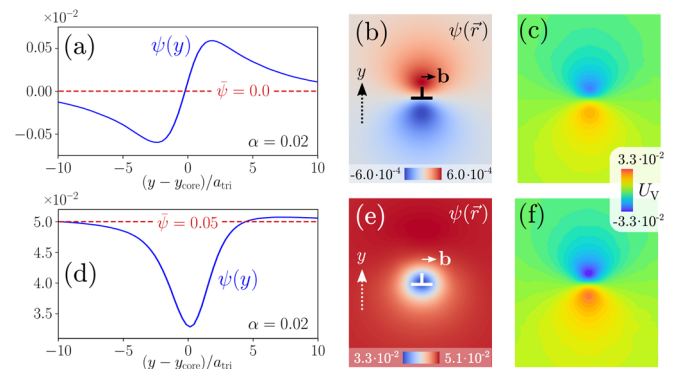 ×10⁻²
(a)
ψ(y)
0.05
0.00
ψ̄ = 0.0
−0.05
α = 0.02
−10 −5 0 5 10
(y − y_core)/a_tri
(b)
ψ(r⃗)
y
b
-6.0·10⁻⁴ 6.0·10⁻⁴
(c)
3.3·10⁻²
U_V
-3.3·10⁻²
×10⁻²
5.0
ψ̄ = 0.05
4.5
(d)
ψ(y)
4.0
3.5
α = 0.02
−10 −5 0 5 10
(y − y_core)/a_tri
(e)
ψ(r⃗)
y
b
3.3·10⁻² 5.1·10⁻²
(f)